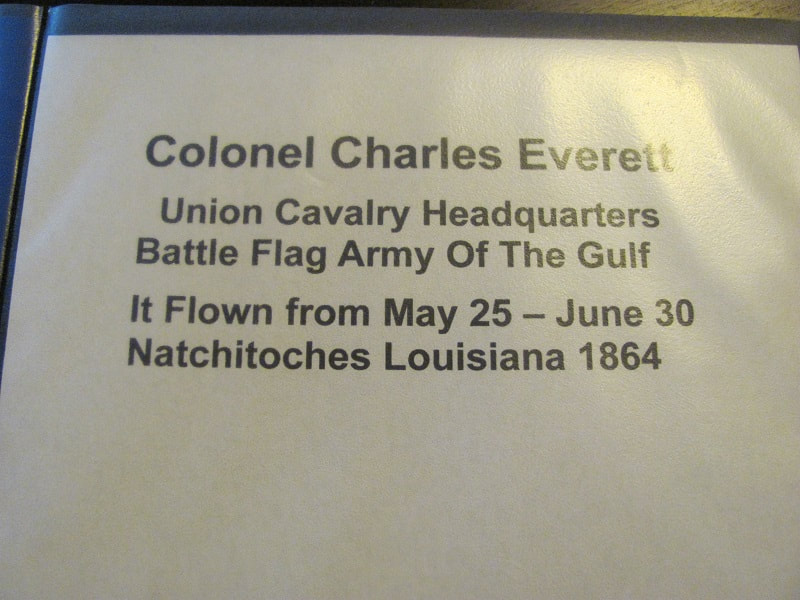 Colonel Charles Everett
Union Cavalry Headquarters
Battle Flag Army Of The Gulf
It Flown from May 25 – June 30
Natchitoches Louisiana 1864